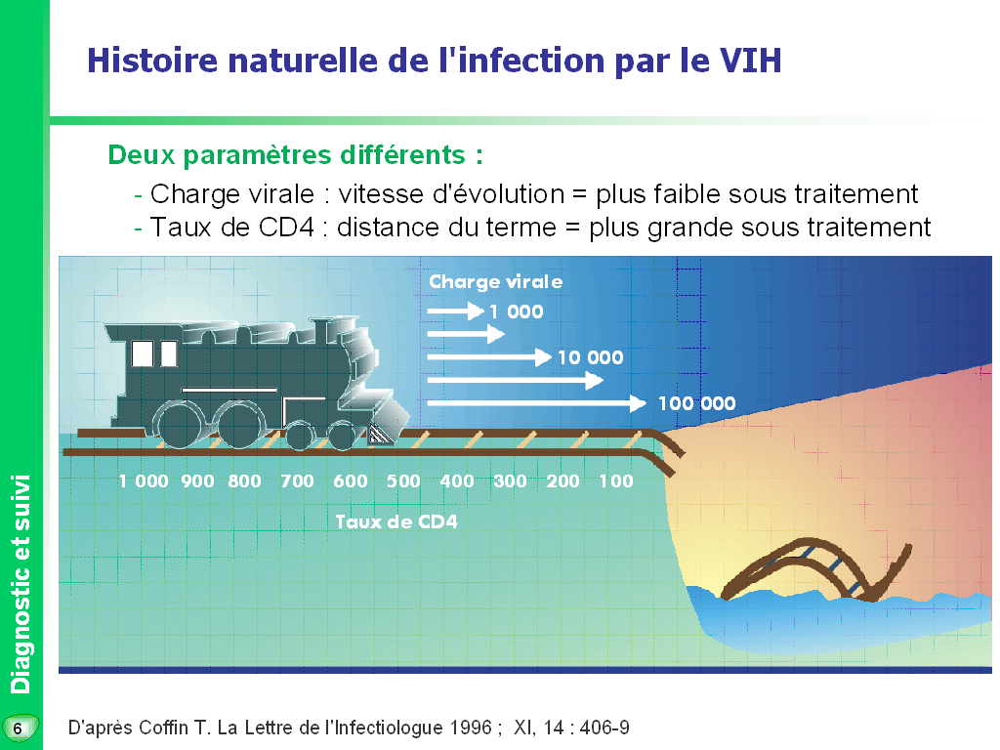 Histoire naturelle de l'infection par le VIH
Deux paramètres différents :
- Charge virale : vitesse d'évolution = plus faible sous traitement
- Taux de CD4 : distance du terme = plus grande sous traitement
Charge virale
1 000
10 000
100 000
1 000 900 800 700 600 500 400 300 200 100
Taux de CD4
Diagnostic et suivi
6
D'après Coffin T. La Lettre de l'Infectiologue 1996 ; XI, 14 : 406-9